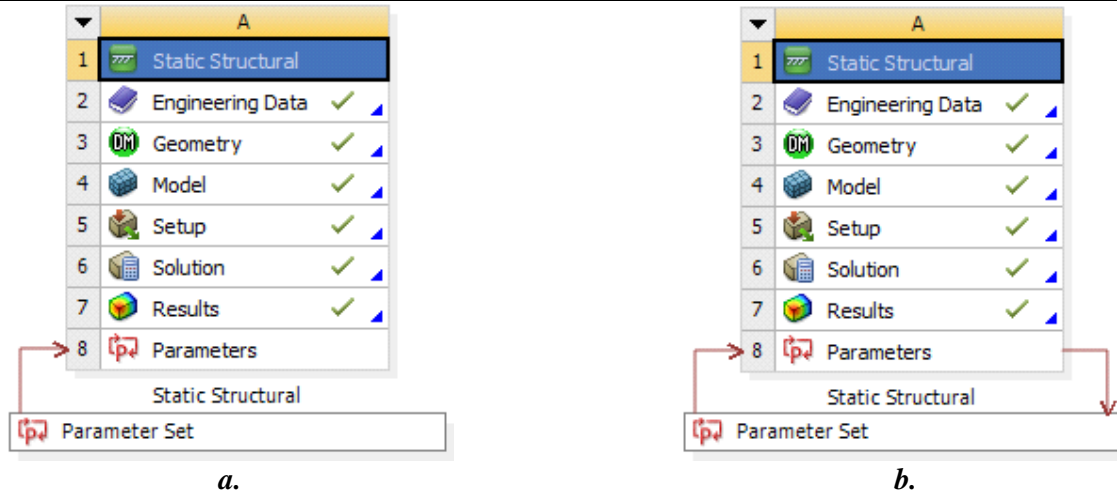 A
1 Static Structural
2 Engineering Data
3 DM Geometry
4 Model
5 Setup
6 Solution
7 Results
8 Parameters
Static Structural
Parameter Set
a.
A
1 Static Structural
2 Engineering Data
3 DM Geometry
4 Model
5 Setup
6 Solution
7 Results
8 Parameters
Static Structural
Parameter Set
b.